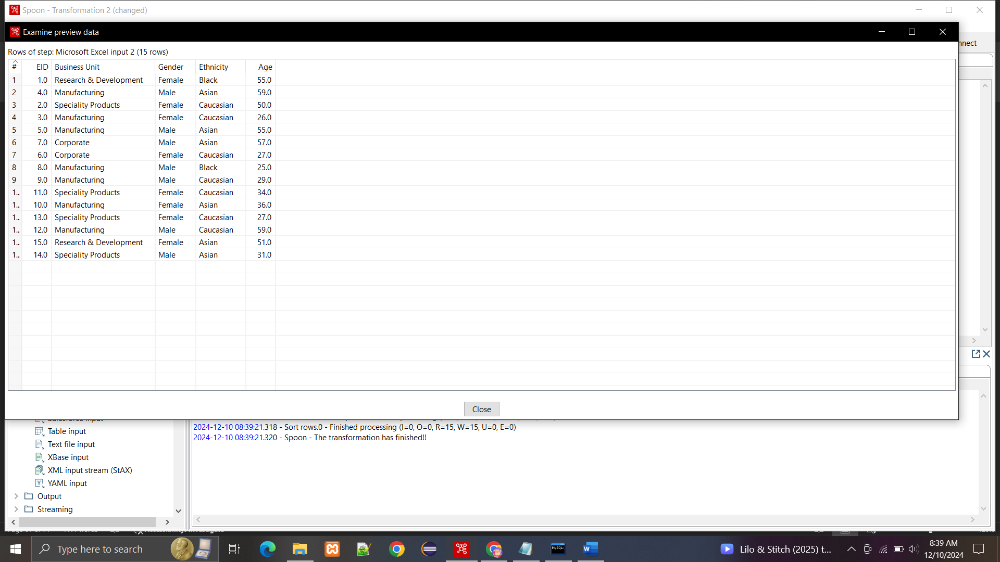 Spoon - Transformation 2 (changed)
Examine preview data
nnect
Rows of step: Microsoft Excel input 2 (15 rows)
# EID Business Unit Gender Ethnicity Age
1 1.0 Research & Development Female Black 55.0
2 4.0 Manufacturing Male Asian 59.0
3 2.0 Speciality Products Female Caucasian 50.0
4 3.0 Manufacturing Female Caucasian 26.0
5 5.0 Manufacturing Male Asian 55.0
6 7.0 Corporate Male Asian 57.0
7 6.0 Corporate Female Caucasian 27.0
8 8.0 Manufacturing Male Black 25.0
9 9.0 Manufacturing Male Caucasian 29.0
1.. 11.0 Speciality Products Female Caucasian 34.0
1.. 10.0 Manufacturing Female Asian 36.0
1.. 13.0 Speciality Products Female Caucasian 27.0
1.. 12.0 Manufacturing Male Caucasian 59.0
1.. 15.0 Research & Development Female Asian 51.0
1.. 14.0 Speciality Products Male Asian 31.0
Close
Table input
Text file input
XBase input
XML input stream (StAX)
YAML input
Output
Streaming
2024-12-10 08:39:21.318 - Sort rows.0 - Finished processing (I=0, O=0, R=15, W=15, U=0, E=0)
2024-12-10 08:39:21.320 - Spoon - The transformation has finished!!
Type here to search
MySQL
Lilo & Stitch (2025) t...
8:39 AM
12/10/2024